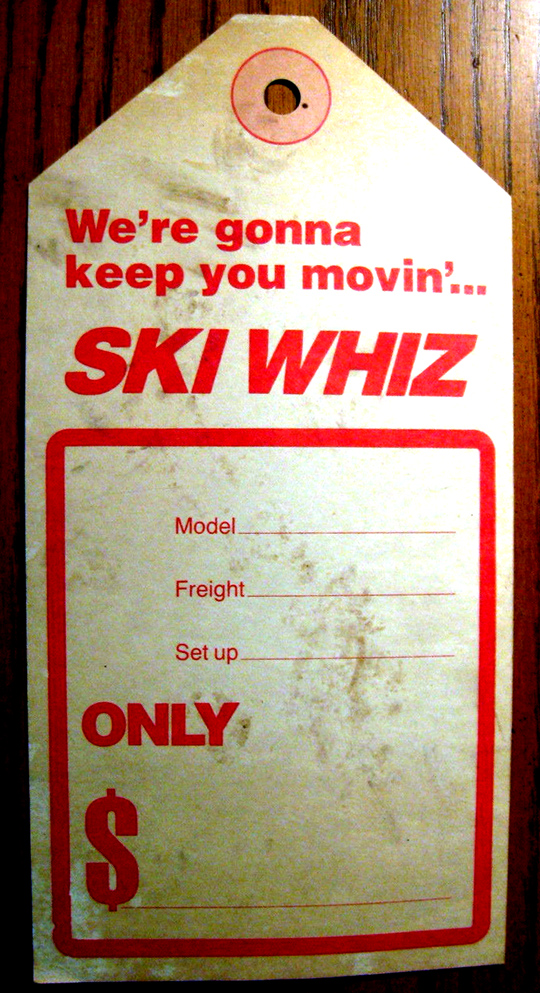 We're gonna
keep you movin'...
SKI WHIZ
Model
Freight
Set up
ONLY
$